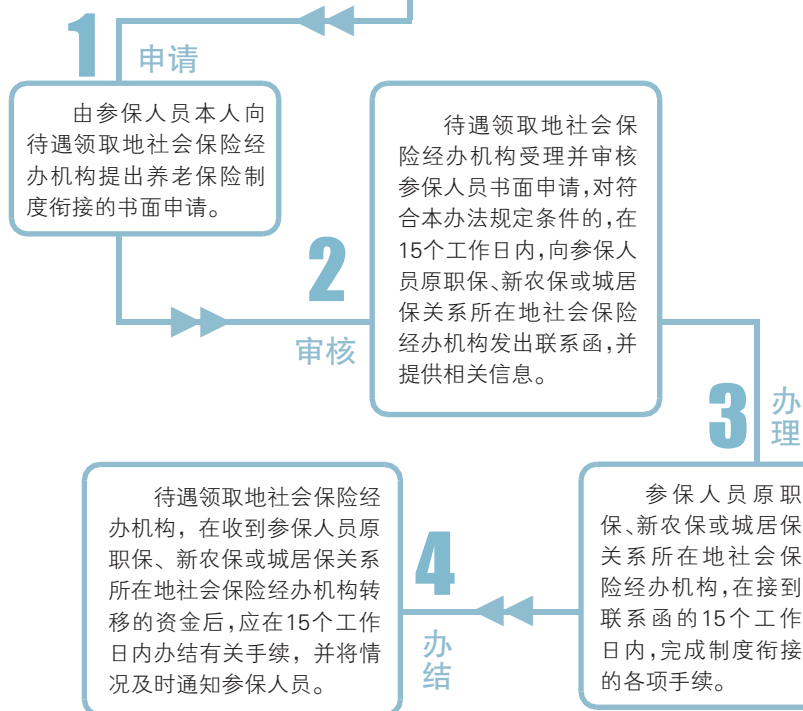 1
申请
由参保人员本人向
待遇领取地社会保险经
办机构提出养老保险制
度衔接的书面申请。
2
审核
待遇领取地社会保
险经办机构受理并审核
参保人员书面申请,对符
合本办法规定条件的,在
15个工作日内,向参保人
员原职保、新农保或城居
保关系所在地社会保险
经办机构发出联系函,并
提供相关信息。
3
办
理
参保人员原职
保、新农保或城居保
关系所在地社会保
险经办机构,在接到
联系函的15个工作
日内,完成制度衔接
的各项手续。
4
办
结
待遇领取地社会保险经
办机构，在收到参保人员原
职保、新农保或城居保关系
所在地社会保险经办机构转
移的资金后,应在15个工作
日内办结有关手续，并将情
况及时通知参保人员。